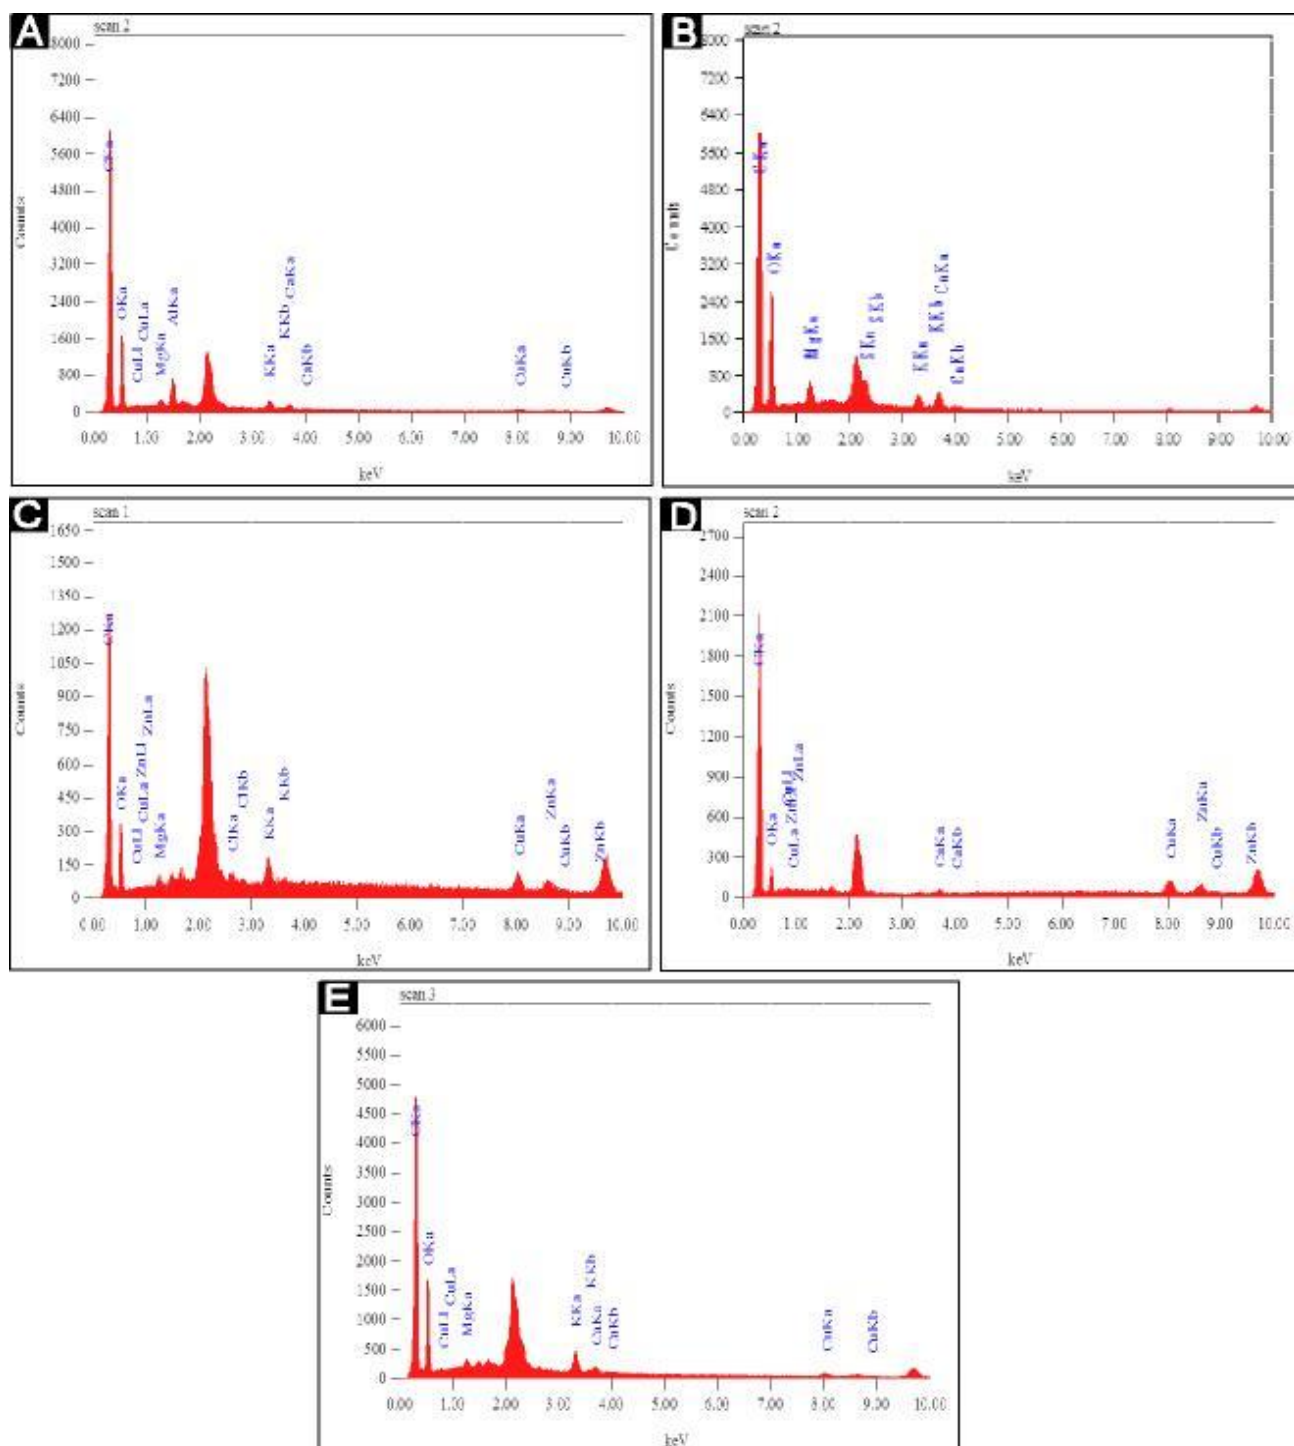 A
scan 2
8000
7200
6400
5600
4800
4000
3200
2400
1600
800
0
Counts
CKa
OKa
CuLl
CuLa
MgKa
AlKa
KKa
KKb
CaKa
CaKb
CuKa
CuKb
0.00 1.00 2.00 3.00 4.00 5.00 6.00 7.00 8.00 9.00 10.00
keV
B
scan 2
8000
7200
6400
5600
4800
4000
3200
2400
1600
800
0
Counts
CKa
OKa
MgKa
SKa
SKb
KKa
KKb
CaKa
CaKb
0.00 1.00 2.00 3.00 4.00 5.00 6.00 7.00 8.00 9.00 10.00
keV
C
scan 1
1650
1500
1350
1200
1050
900
750
600
450
300
150
0
Counts
OKa
CuLl
CuLa
ZnLl
ZnLa
MgKa
ClKa
ClKb
KKa
KKb
CuKa
ZnKa
CuKb
ZnKb
0.00 1.00 2.00 3.00 4.00 5.00 6.00 7.00 8.00 9.00 10.00
keV
D
scan 2
2700
2400
2100
1800
1500
1200
900
600
300
0
Counts
CKa
OKa
CuLa
ZnLa
CaKa
CaKb
CuKa
ZnKa
CuKb
ZnKb
0.00 1.00 2.00 3.00 4.00 5.00 6.00 7.00 8.00 9.00 10.00
keV
E
scan 3
6000
5500
5000
4500
4000
3500
3000
2500
2000
1500
1000
500
0
Counts
CKa
OKa
CuLl
CuLa
MgKa
KKa
KKb
CaKa
CaKb
CuKa
CuKb
0.00 1.00 2.00 3.00 4.00 5.00 6.00 7.00 8.00 9.00 10.00
keV